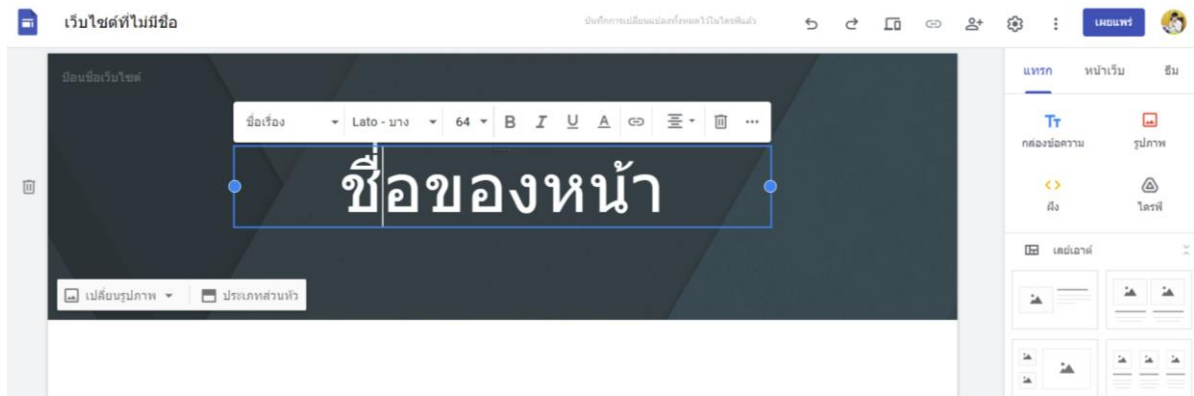 เว็บไซต์ที่ไม่มีชื่อ
บันทึกการเปลี่ยนแปลงทั้งหมดไว้ในไดรฟ์แล้ว
เผยแพร่
ป้อนชื่อเว็บไซต์
แทรก หน้าเว็บ ธีม
ชื่อเรื่อง Lato - บาง 64 B I U A
ชื่อของหน้า
กล่องข้อความ รูปภาพ
ฝัง ไดรฟ์
เลย์เอาต์
เปลี่ยนรูปภาพ ประเภทส่วนหัว